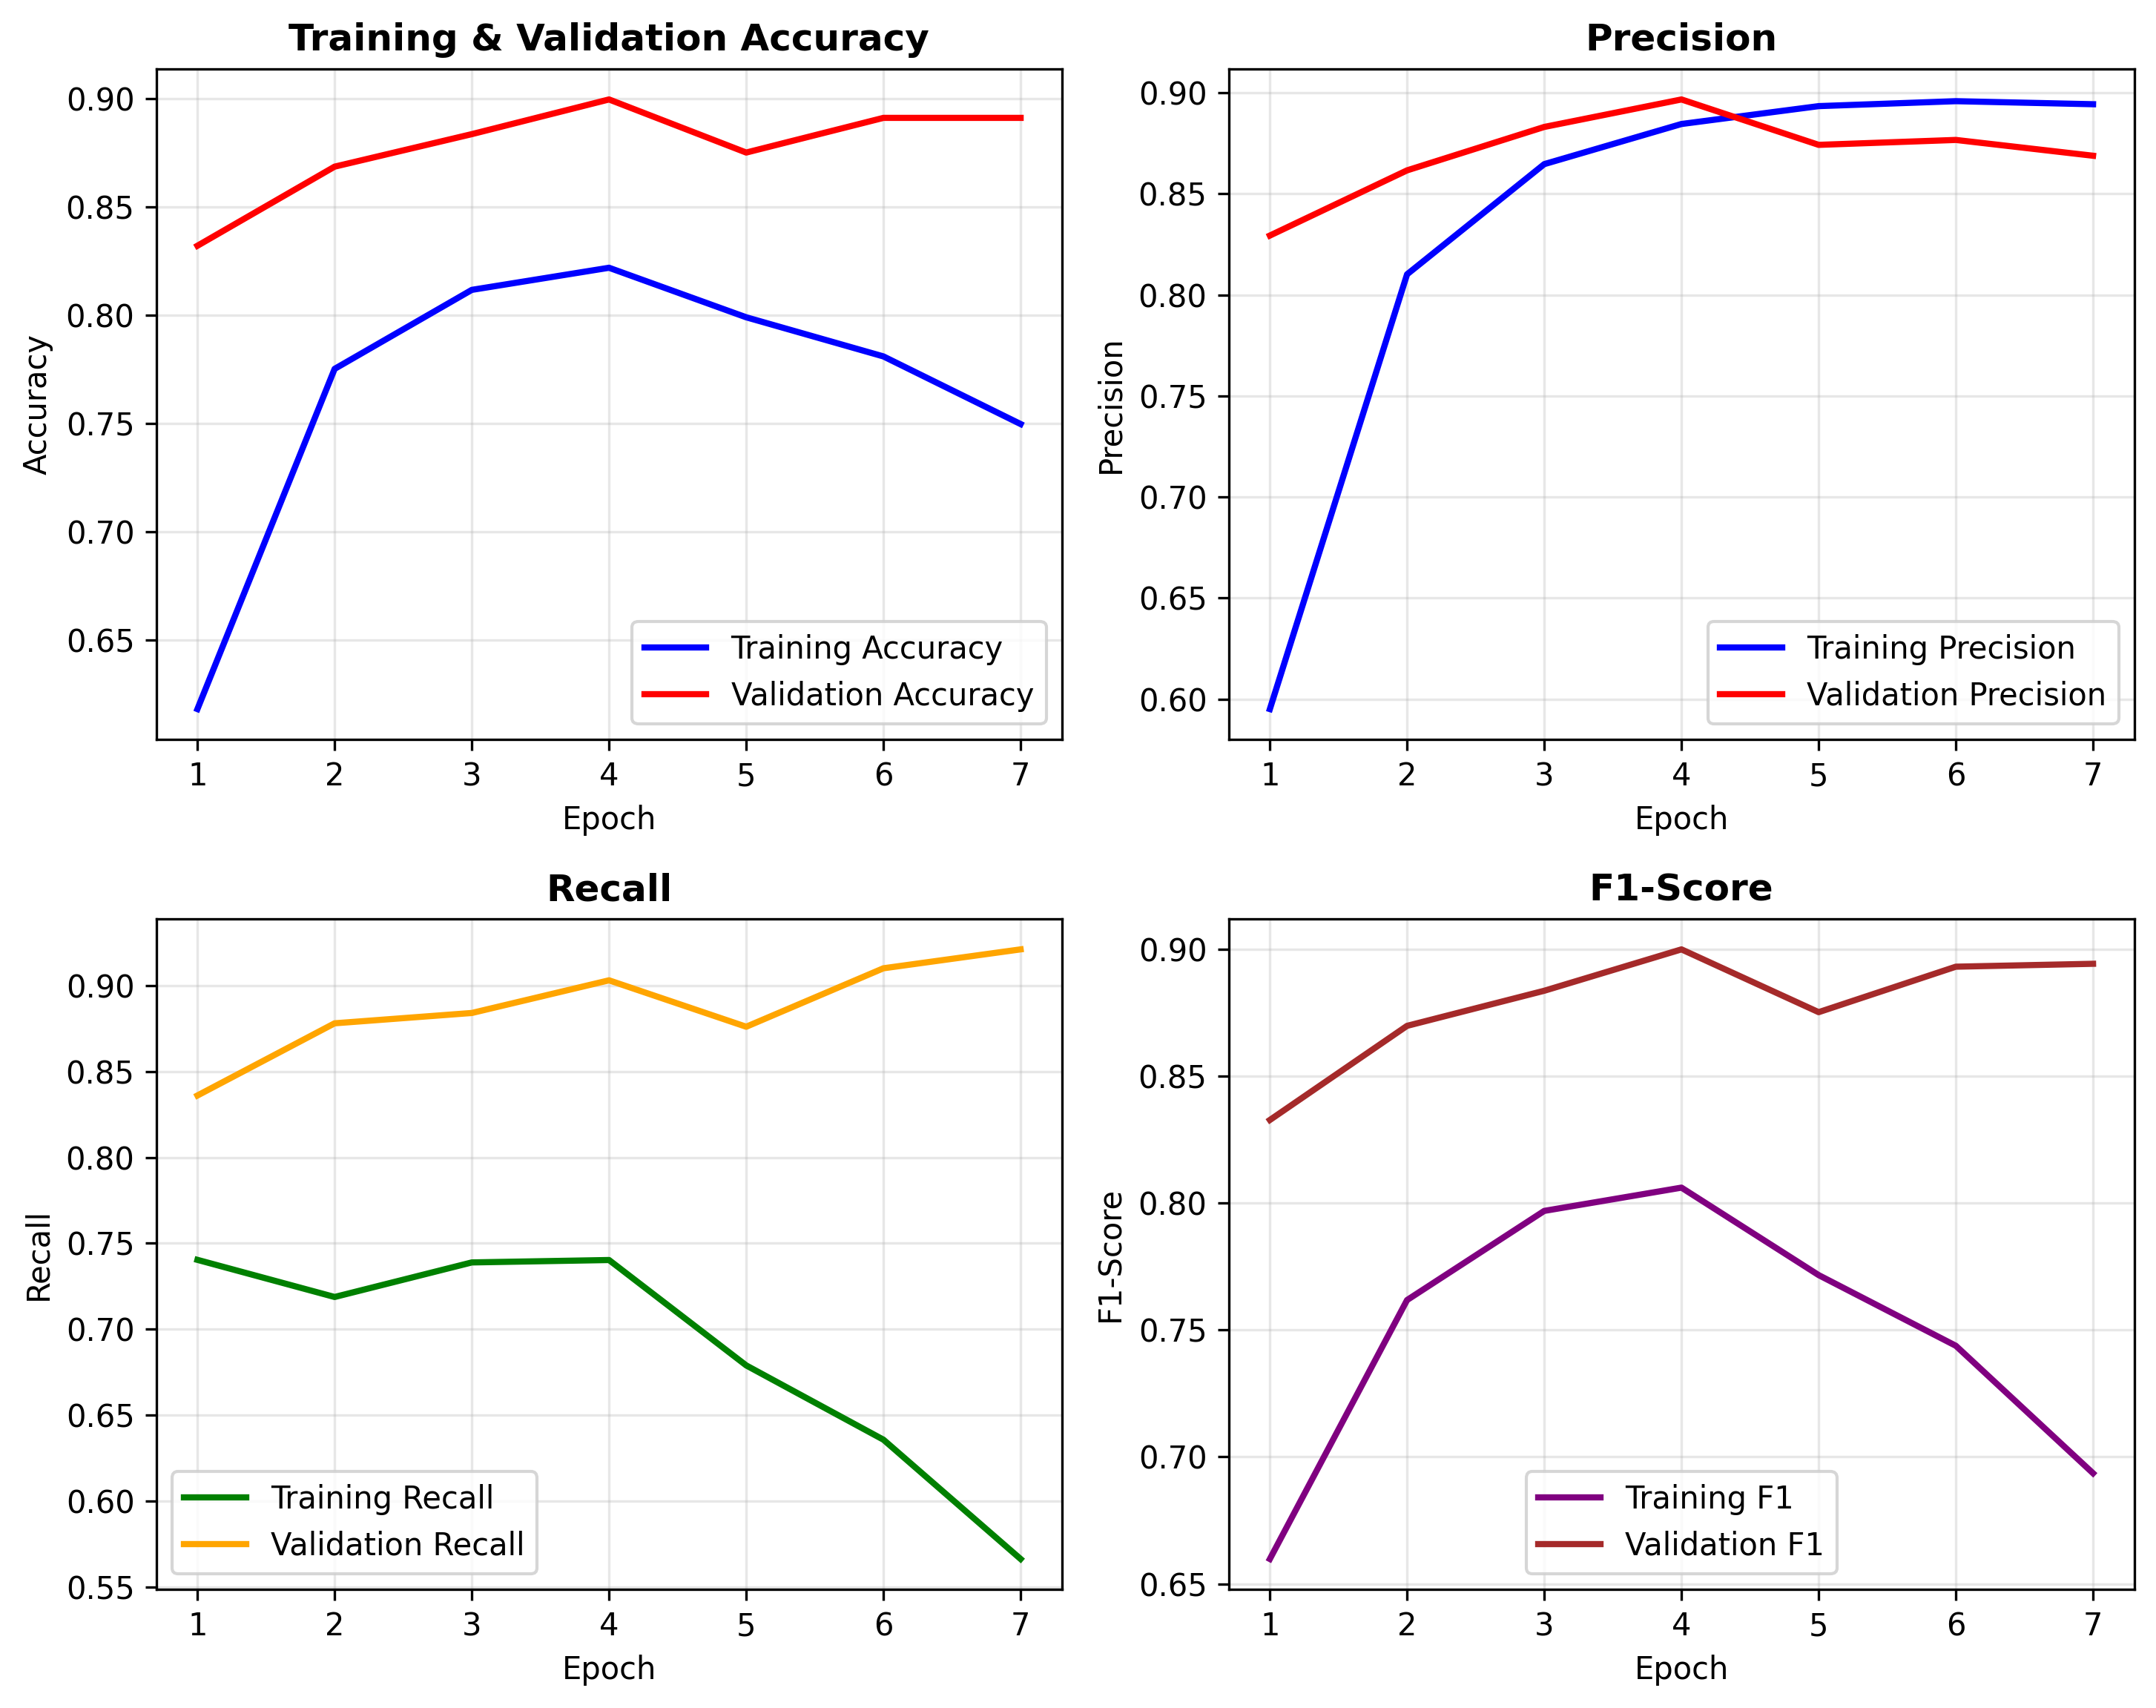 Training & Validation Accuracy
Accuracy
0.90
0.85
0.80
0.75
0.70
0.65
Training Accuracy
Validation Accuracy
1 2 3 4 5 6 7
Epoch
Precision
Precision
0.90
0.85
0.80
0.75
0.70
0.65
0.60
Training Precision
Validation Precision
1 2 3 4 5 6 7
Epoch
Recall
Recall
0.90
0.85
0.80
0.75
0.70
0.65
0.60
0.55
Training Recall
Validation Recall
1 2 3 4 5 6 7
Epoch
F1-Score
F1-Score
0.90
0.85
0.80
0.75
0.70
0.65
Training F1
Validation F1
1 2 3 4 5 6 7
Epoch